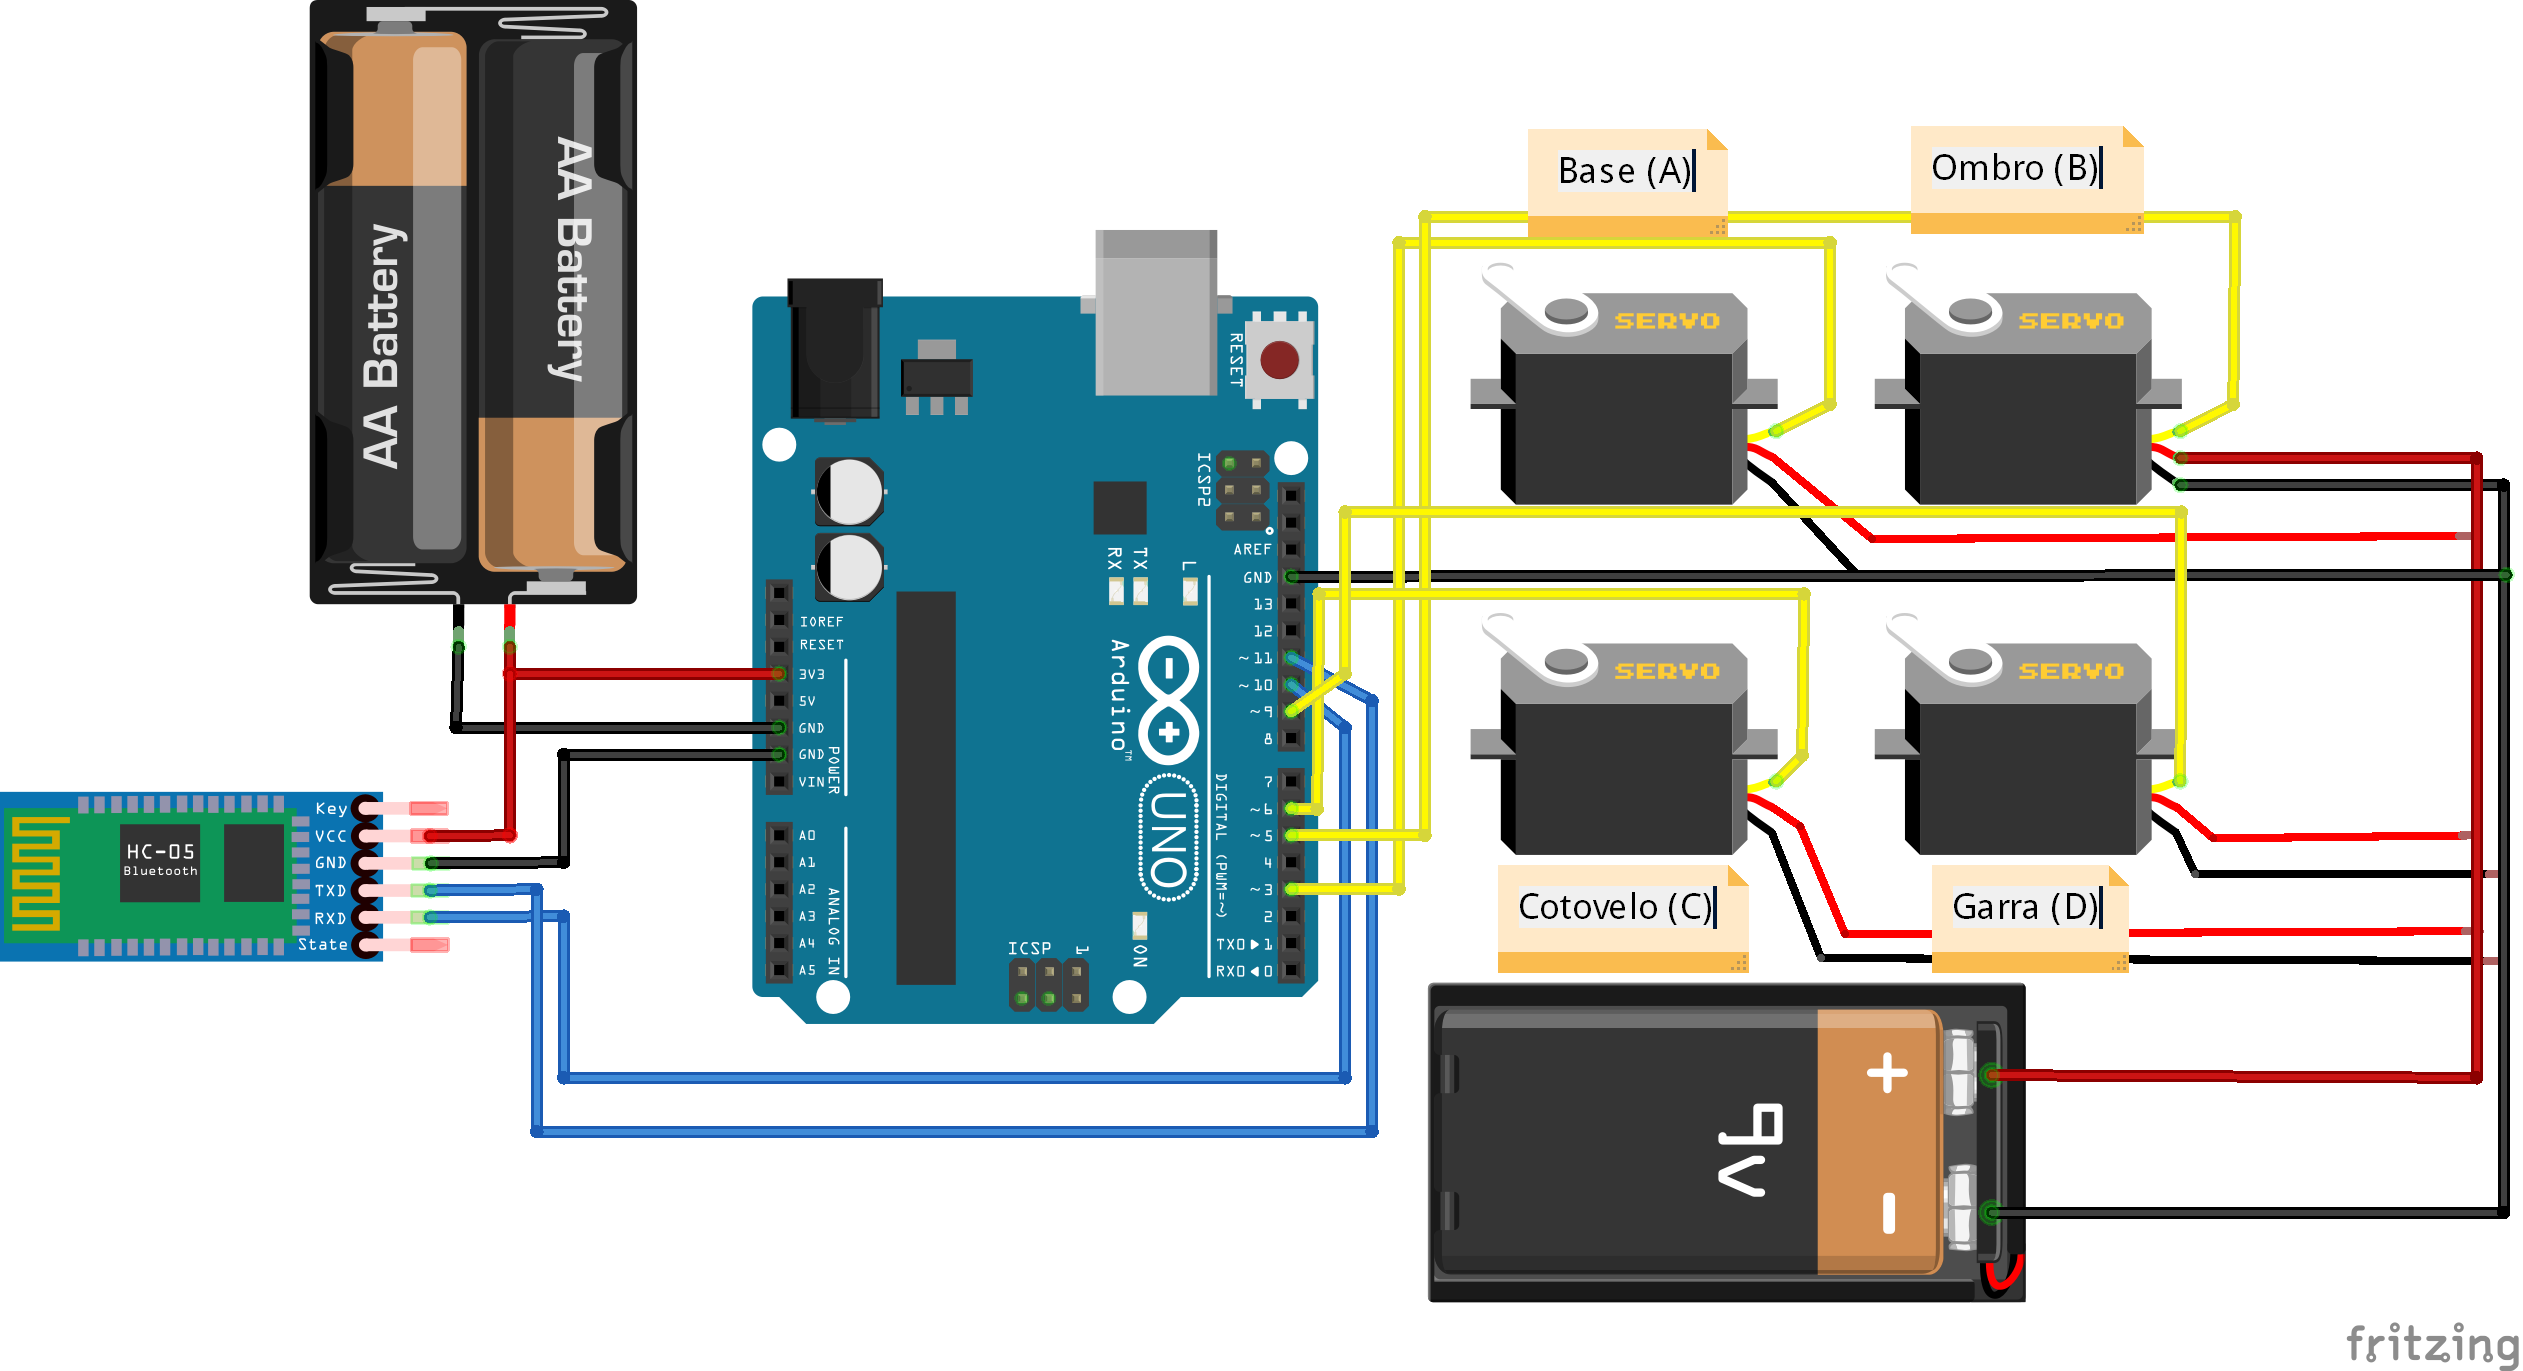 AA Battery
AA Battery
Base (A)
Ombro (B)
SERVO
SERVO
RESET
ICSP2
AREF
GND
13
12
~11
~10
~9
8
7
~6
~5
4
~3
2
TX0▶1
RX0◀0
RX
TX
L
IOREF
RESET
3V3
5V
GND
GND
VIN
POWER
A0
A1
A2
A3
A4
A5
ANALOG IN
Arduino™
UNO
DIGITAL (PWM=~)
ICSP
1
ON
Key
VCC
GND
TXD
RXD
State
HC-05
Bluetooth
SERVO
SERVO
Cotovelo (C)
Garra (D)
+
9V
-
fritzing